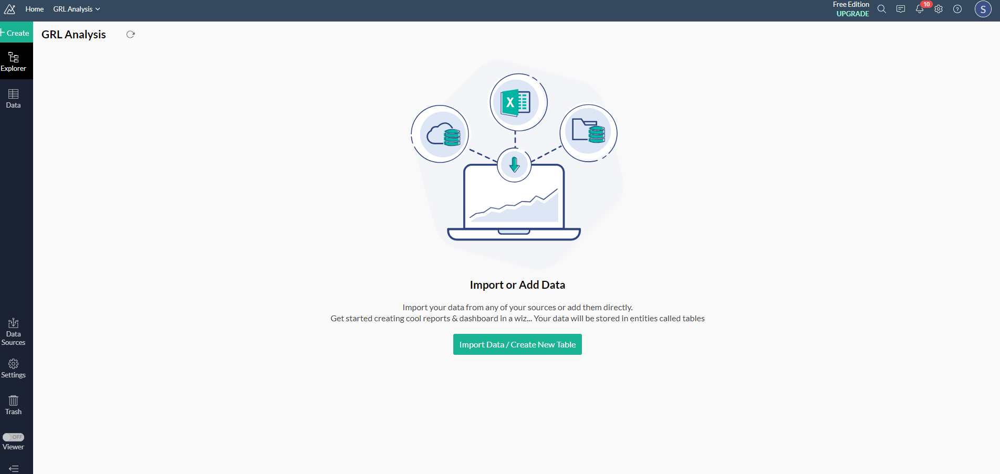 Home GRL Analysis
Free Edition
UPGRADE
10
S
+ Create
GRL Analysis
Explorer
Data
X
Import or Add Data
Import your data from any of your sources or add them directly.
Get started creating cool reports & dashboard in a wiz... Your data will be stored in entities called tables
Import Data / Create New Table
Data
Sources
Settings
Trash
OFF
Viewer